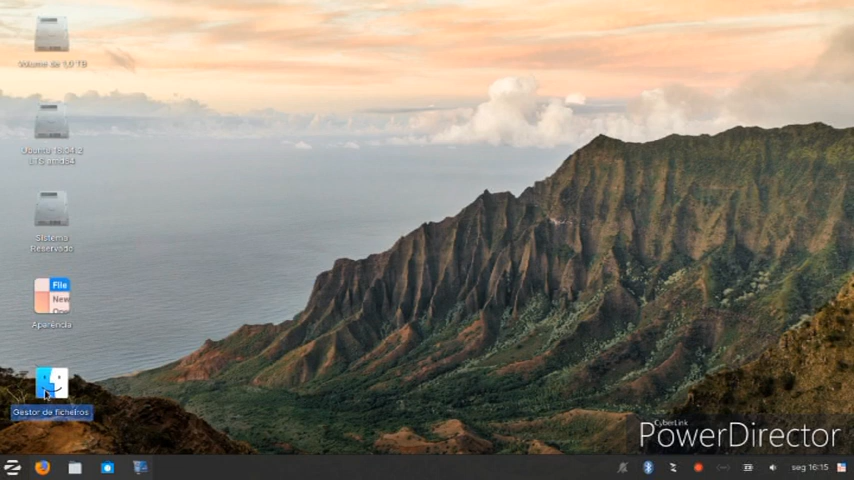 Volume de 1,0 TB
Ubuntu 18.04.2
LTS amd64
Sistema
Reservado
File
New
Aparência
Gestor de ficheiros
CyberLink
PowerDirector
seg 16:15